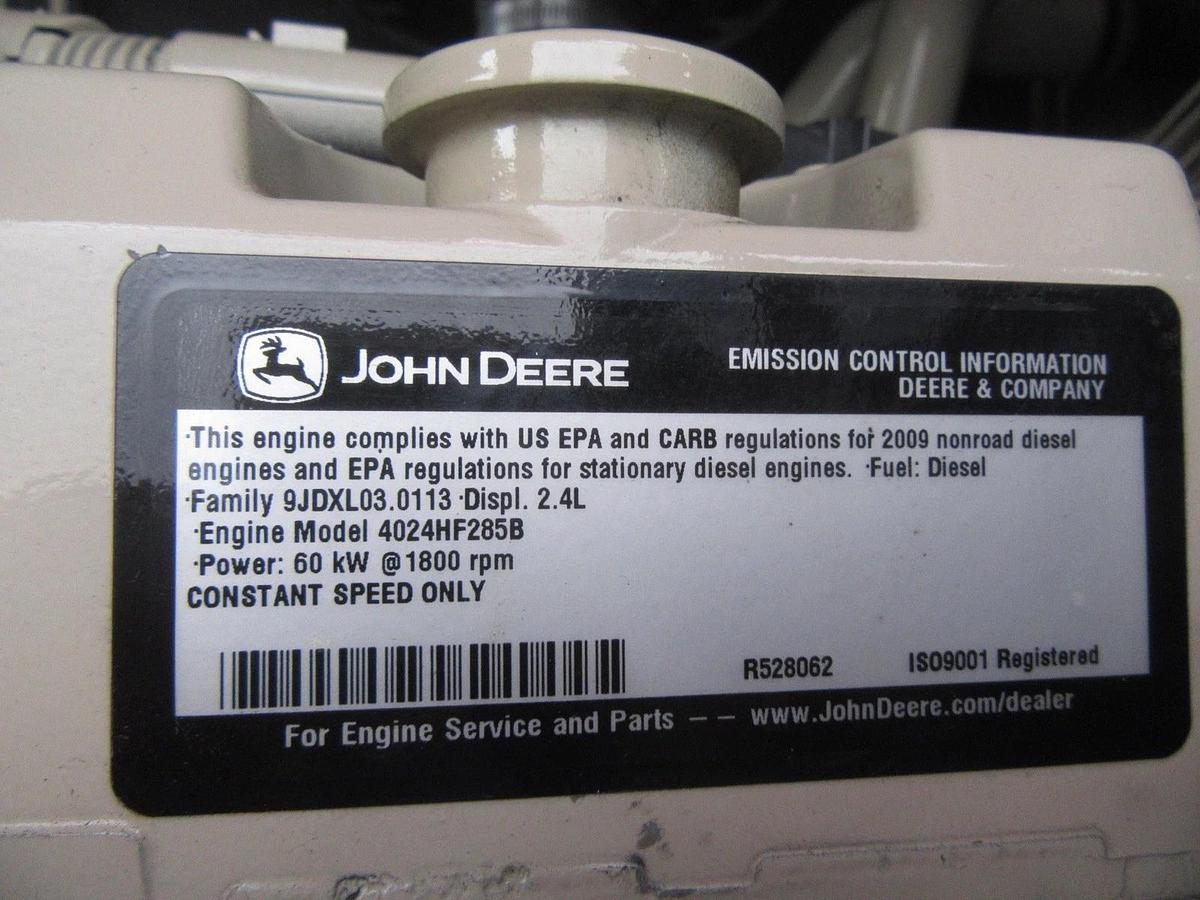 JOHN DEERE
EMISSION CONTROL INFORMATION
DEERE & COMPANY
·This engine complies with US EPA and CARB regulations for 2009 nonroad diesel
engines and EPA regulations for stationary diesel engines. ·Fuel: Diesel
·Family 9JDXL03.0113 ·Displ. 2.4L
·Engine Model 4024HF285B
·Power: 60 kW @1800 rpm
CONSTANT SPEED ONLY
R528062
ISO9001 Registered
For Engine Service and Parts -- www.JohnDeere.com/dealer